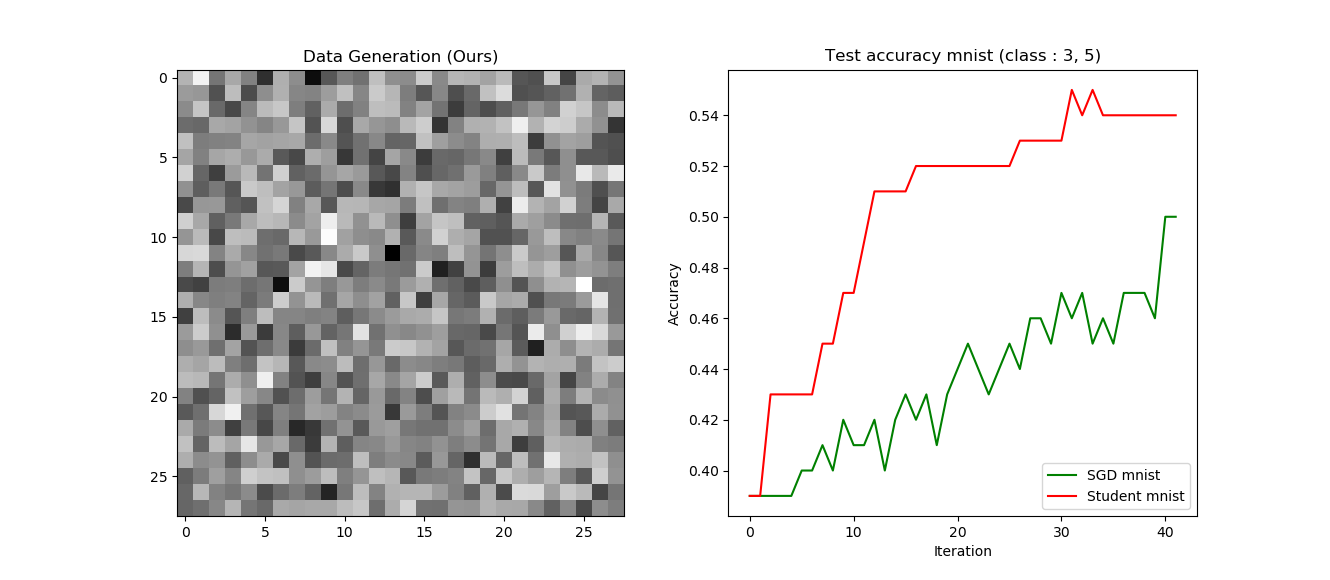 Data Generation (Ours)
0
5
10
15
20
25
0 5 10 15 20 25
Test accuracy mnist (class : 3, 5)
Accuracy
0.54
0.52
0.50
0.48
0.46
0.44
0.42
0.40
SGD mnist
Student mnist
0 10 20 30 40
Iteration